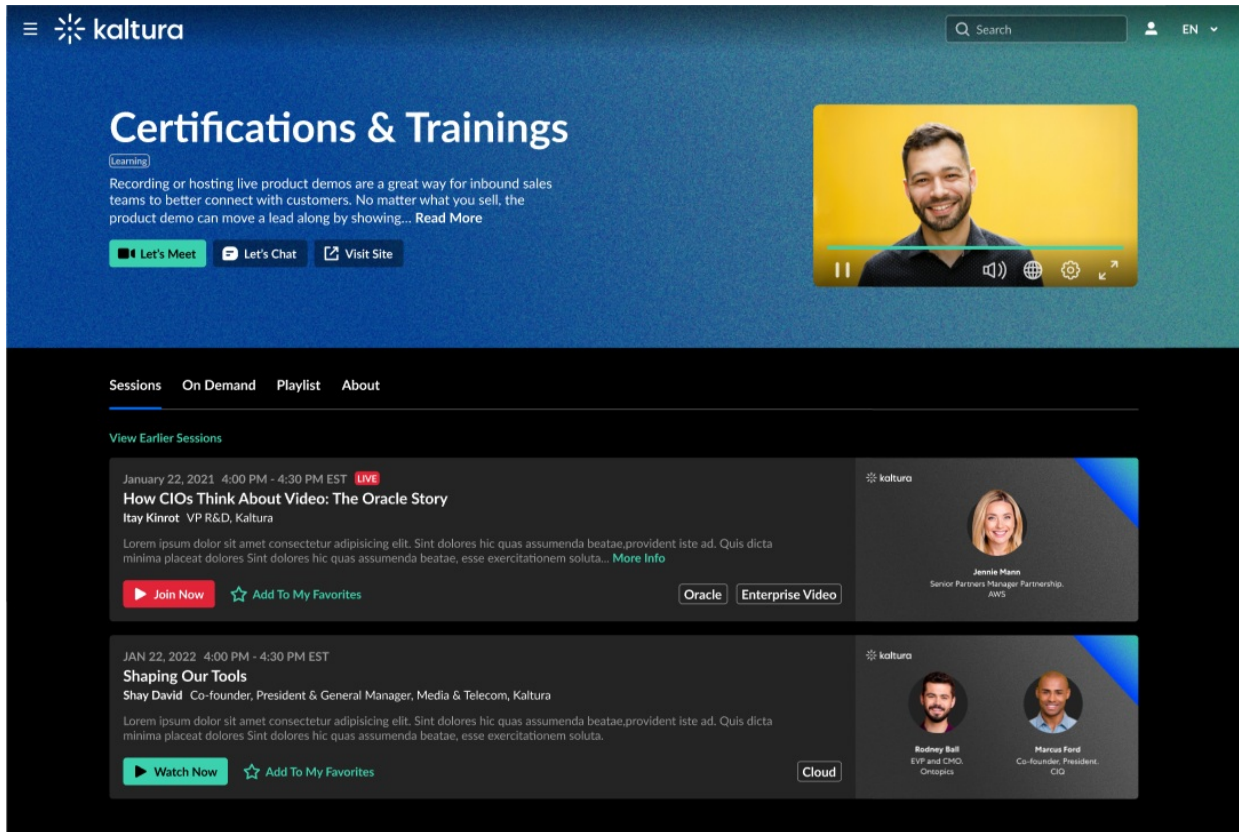 kaltura
Search
EN
Certifications & Trainings
Learning
Recording or hosting live product demos are a great way for inbound sales
teams to better connect with customers. No matter what you sell, the
product demo can move a lead along by showing... Read More
Let's Meet
Let's Chat
Visit Site
Sessions On Demand Playlist About
View Earlier Sessions
January 22, 2021 4:00 PM - 4:30 PM EST LIVE
How CIOs Think About Video: The Oracle Story
Itay Kinrot VP R&D, Kaltura
Lorem ipsum dolor sit amet consectetur adipisicing elit. Sint dolores hic quas assumenda beatae,provident iste ad. Quis dicta
minima placeat dolores Sint dolores hic quas assumenda beatae, esse exercitationem soluta... More Info
Join Now
Add To My Favorites
Oracle
Enterprise Video
kaltura
Jennie Mann
Senior Partners Manager Partnership.
AWS
JAN 22, 2022 4:00 PM - 4:30 PM EST
Shaping Our Tools
Shay David Co-founder, President & General Manager, Media & Telecom, Kaltura
Lorem ipsum dolor sit amet consectetur adipisicing elit. Sint dolores hic quas assumenda beatae,provident iste ad. Quis dicta
minima placeat dolores Sint dolores hic quas assumenda beatae, esse exercitationem soluta.
Watch Now
Add To My Favorites
Cloud
kaltura
Rodney Ball
EVP and CMO.
Ontopics
Marcus Ford
Co-founder, President.
CIQ